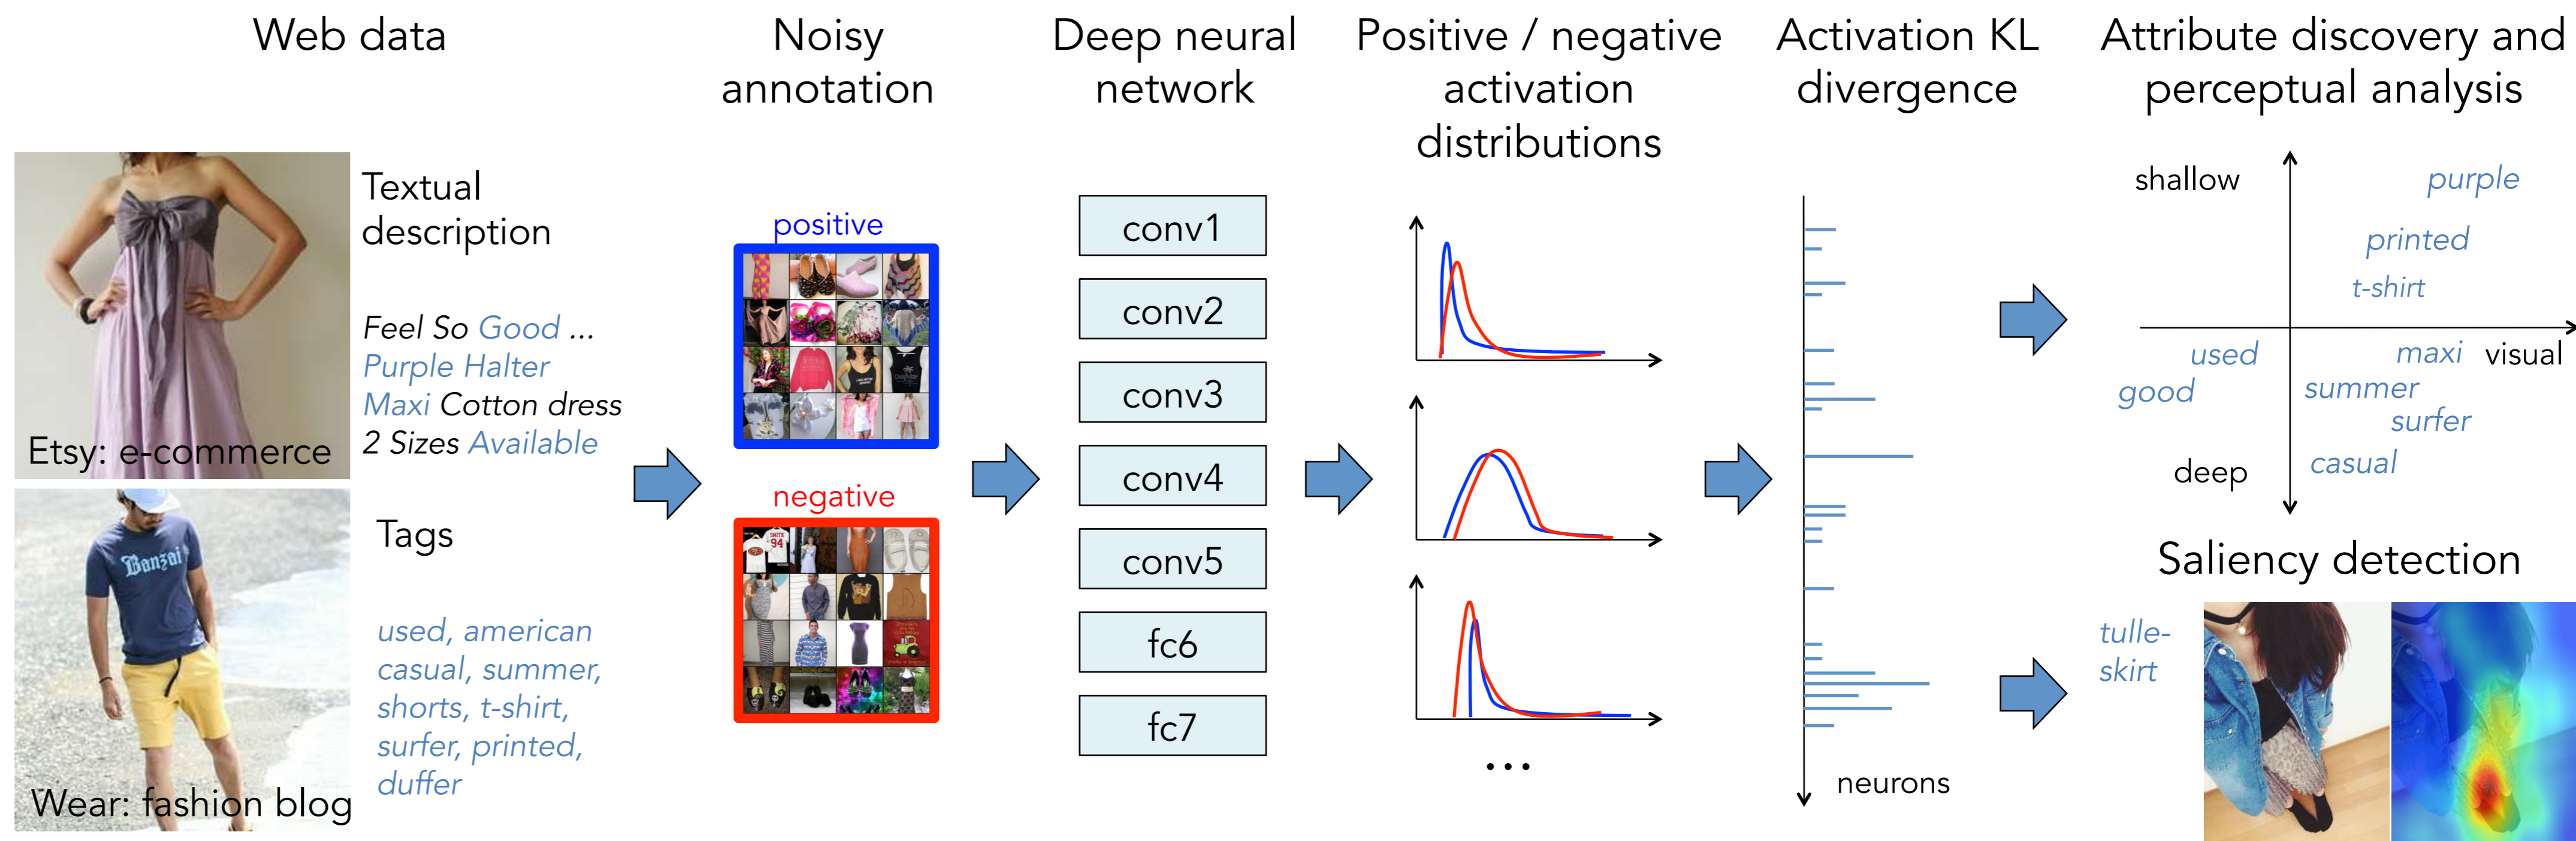 Web data
Noisy
annotation
Deep neural
network
Positive / negative
activation
distributions
Activation KL
divergence
Attribute discovery and
perceptual analysis
Etsy: e-commerce
Textual
description
Feel So Good ...
Purple Halter
Maxi Cotton dress
2 Sizes Available
Banzai
Wear: fashion blog
Tags
used, american
casual, summer,
shorts, t-shirt,
surfer, printed,
duffer
positive
negative
SMITH
94
conv1
conv2
conv3
conv4
conv5
fc6
fc7
...
neurons
shallow
purple
printed
t-shirt
used
maxi
visual
good
summer
surfer
deep
casual
Saliency detection
tulle-
skirt